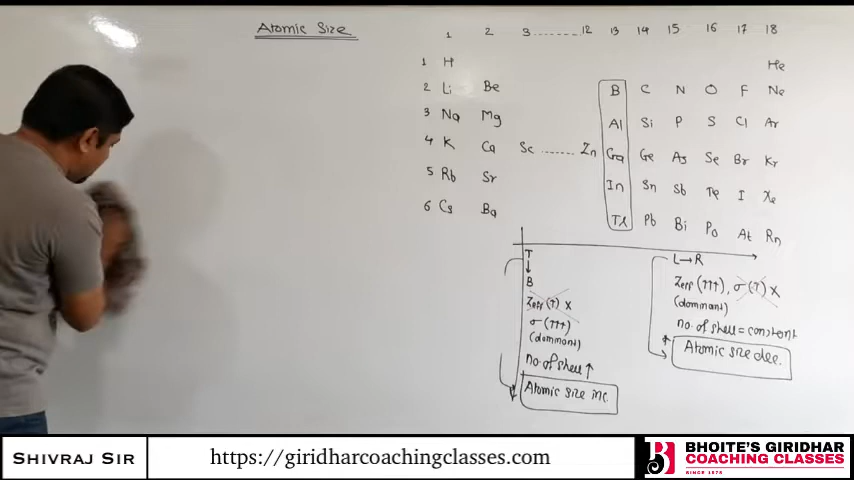 Atomic Size
1 2 3 ........ 12 13 14 15 16 17 18
1 H He
2 Li Be B C N O F Ne
3 Na Mg Al Si P S Cl Ar
4 K Ca Sc ........ Zn Ga Ge As Se Br Kr
5 Rb Sr In Sn Sb Te I Xe
6 Cs Ba Tl Pb Bi Po At Rn
T
↓
B
Zeff (↑) x
σ (↑↑↑)
(dominant)
no. of shell ↑
Atomic size inc.
L → R
Zeff (↑↑↑), σ (↑) x
(dominant)
no. of shell = constant
Atomic size dec.
SHIVRAJ SIR
https://giridharcoachingclasses.com
BHOITE'S GIRIDHAR
COACHING CLASSES